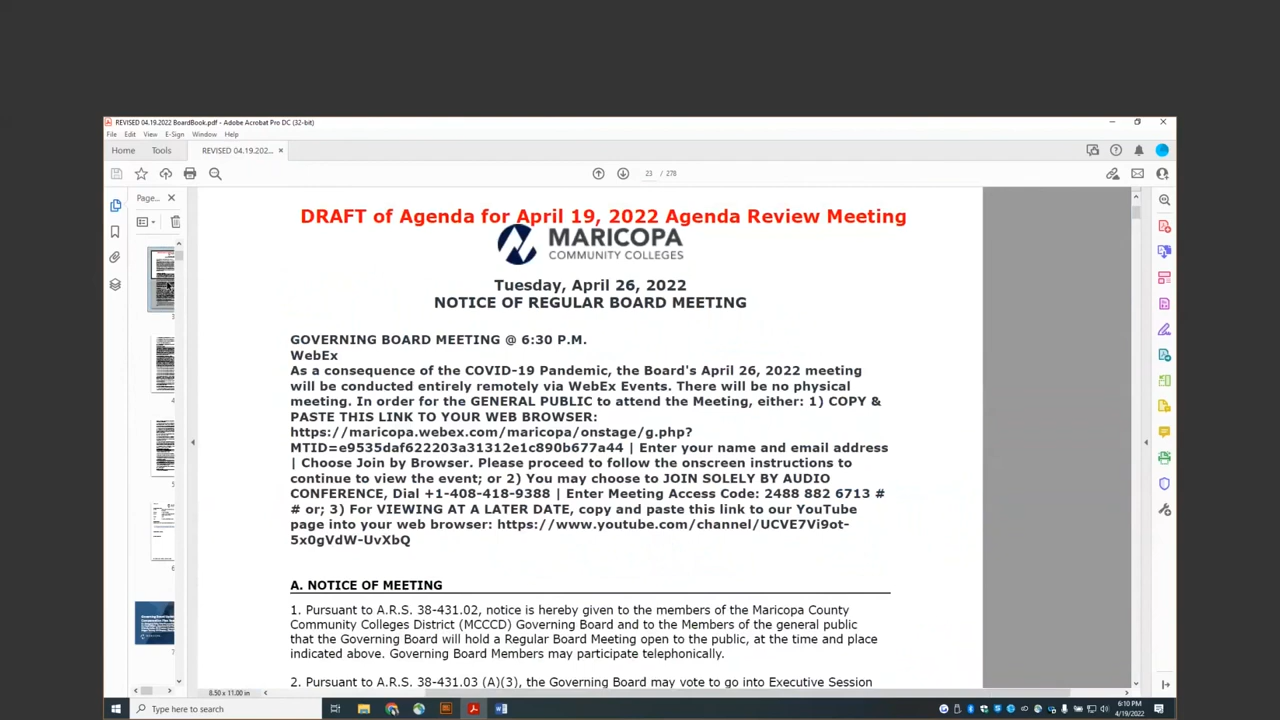 REVISED 04.19.2022 BoardBook.pdf - Adobe Acrobat Pro DC (32-bit)
File Edit View E-Sign Window Help
Home Tools REVISED 04.19.202... ×
23 / 278
Page...
DRAFT of Agenda for April 19, 2022 Agenda Review Meeting
MARICOPA
COMMUNITY COLLEGES
Tuesday, April 26, 2022
NOTICE OF REGULAR BOARD MEETING
GOVERNING BOARD MEETING @ 6:30 P.M.
WebEx
As a consequence of the COVID-19 Pandemic, the Board's April 26, 2022 meeting
will be conducted entirely remotely via WebEx Events. There will be no physical
meeting. In order for the GENERAL PUBLIC to attend the Meeting, either: 1) COPY &
PASTE THIS LINK TO YOUR WEB BROWSER:
https://maricopa.webex.com/maricopa/onstage/g.php?
MTID=e9535daf622203a31312e1c890b677a44 | Enter your name and email address
| Choose Join by Browser. Please proceed to follow the onscreen instructions to
continue to view the event; or 2) You may choose to JOIN SOLELY BY AUDIO
CONFERENCE, Dial +1-408-418-9388 | Enter Meeting Access Code: 2488 882 6713 #
# or; 3) For VIEWING AT A LATER DATE, copy and paste this link to our YouTube
page into your web browser: https://www.youtube.com/channel/UCVE7Vi9ot-
5x0gVdW-UvXbQ
A. NOTICE OF MEETING
1. Pursuant to A.R.S. 38-431.02, notice is hereby given to the members of the Maricopa County
Community Colleges District (MCCCD) Governing Board and to the Members of the general public
that the Governing Board will hold a Regular Board Meeting open to the public, at the time and place
indicated above. Governing Board Members may participate telephonically.
2. Pursuant to A.R.S. 38-431.03 (A)(3), the Governing Board may vote to go into Executive Session
3
4
5
6
7
8.50 x 11.00 in
Type here to search
6:10 PM
4/19/2022